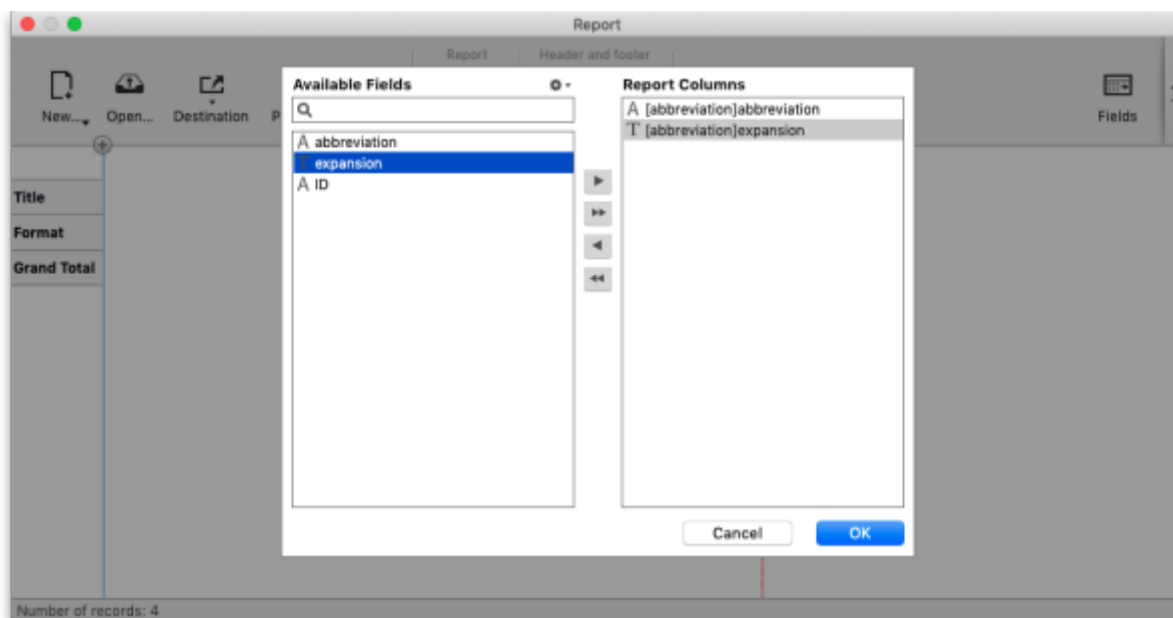 Report
Report Header and footer
New... Open... Destination P
Fields
Available Fields
abbreviation
expansion
ID
Report Columns
[abbreviation]abbreviation
[abbreviation]expansion
Title
Format
Grand Total
Cancel OK
Number of records: 4